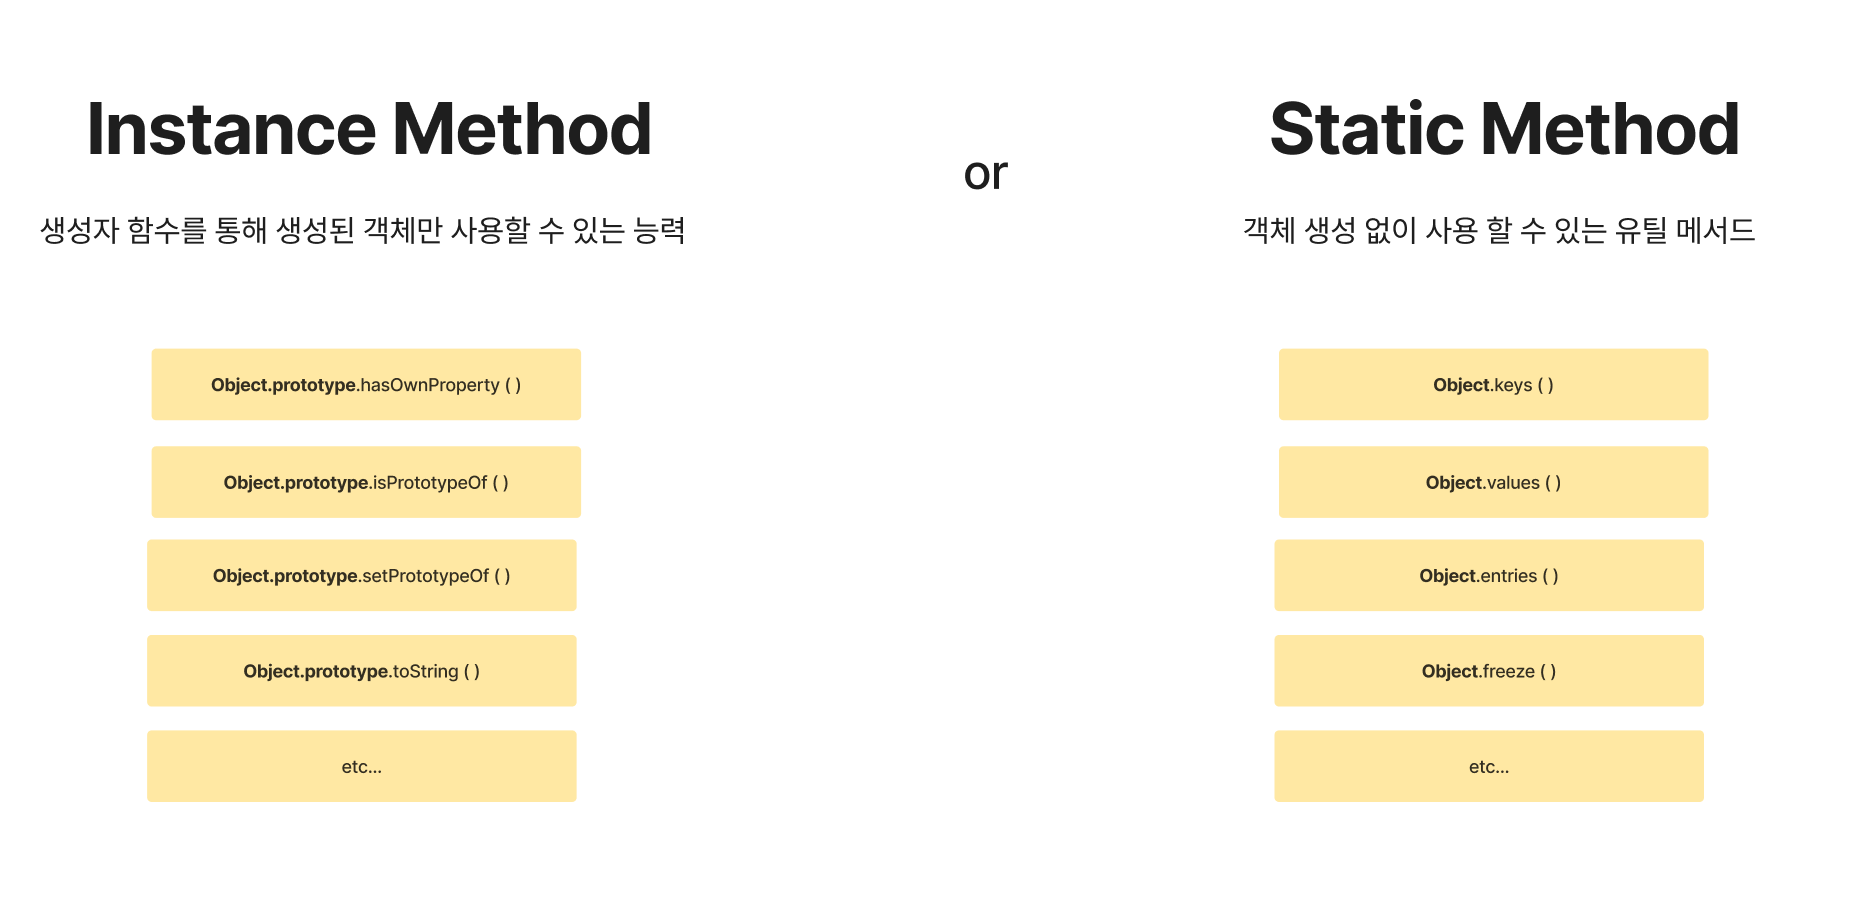 Instance Method
생성자 함수를 통해 생성된 객체만 사용할 수 있는 능력
Object.prototype.hasOwnProperty ( )
Object.prototype.isPrototypeOf ( )
Object.prototype.setPrototypeOf ( )
Object.prototype.toString ( )
etc...
or
Static Method
객체 생성 없이 사용 할 수 있는 유틸 메서드
Object.keys ( )
Object.values ( )
Object.entries ( )
Object.freeze ( )
etc...